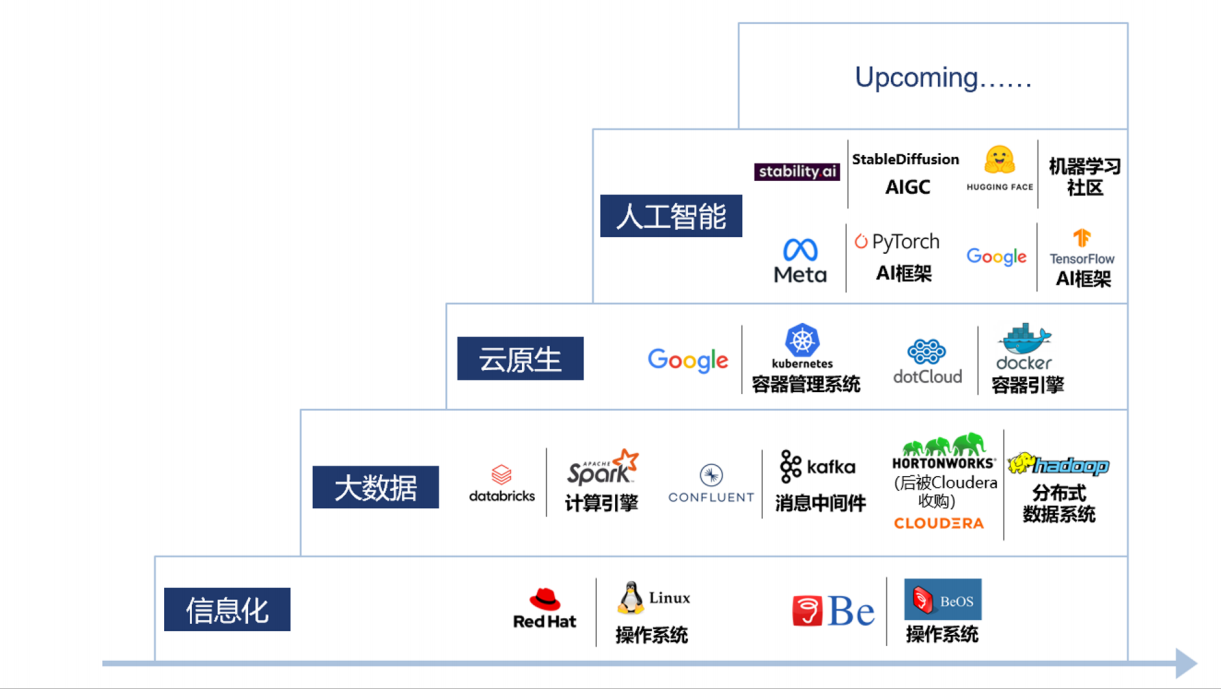 Upcoming……
人工智能
stability ai
StableDiffusion
AIGC
HUGGING FACE
机器学习
社区
Meta
PyTorch
AI框架
Google
TensorFlow
AI框架
云原生
Google
kubernetes
容器管理系统
dotCloud
docker
容器引擎
大数据
databricks
APACHE
Spark
计算引擎
CONFLUENT
kafka
消息中间件
HORTONWORKS
(后被Cloudera
收购)
CLOUDERA
hadoop
分布式
数据系统
信息化
Red Hat
Linux
操作系统
Be
BeOS
操作系统